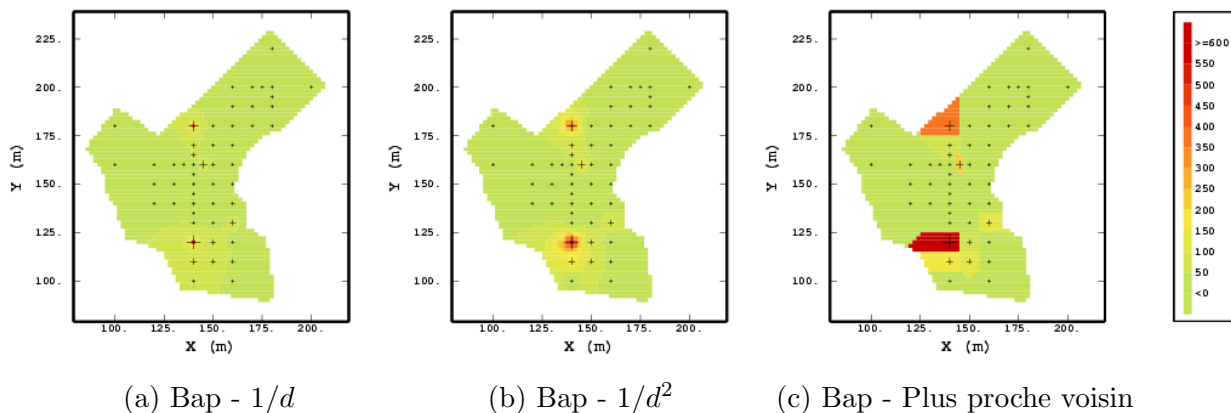 225.
200.
175.
150.
125.
100.
Y (m)
100. 125. 150. 175. 200.
X (m)
(a) Bap - 1/d
225.
200.
175.
150.
125.
100.
Y (m)
100. 125. 150. 175. 200.
X (m)
(b) Bap - 1/d²
225.
200.
175.
150.
125.
100.
Y (m)
100. 125. 150. 175. 200.
X (m)
(c) Bap - Plus proche voisin
>=600
550
500
450
400
350
300
250
200
150
100
50
<0